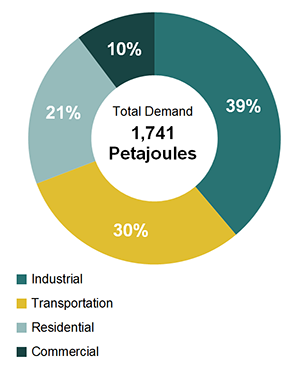 10%
39%
21%
Total Demand
1,741
Petajoules
30%
Industrial
Transportation
Residential
Commercial